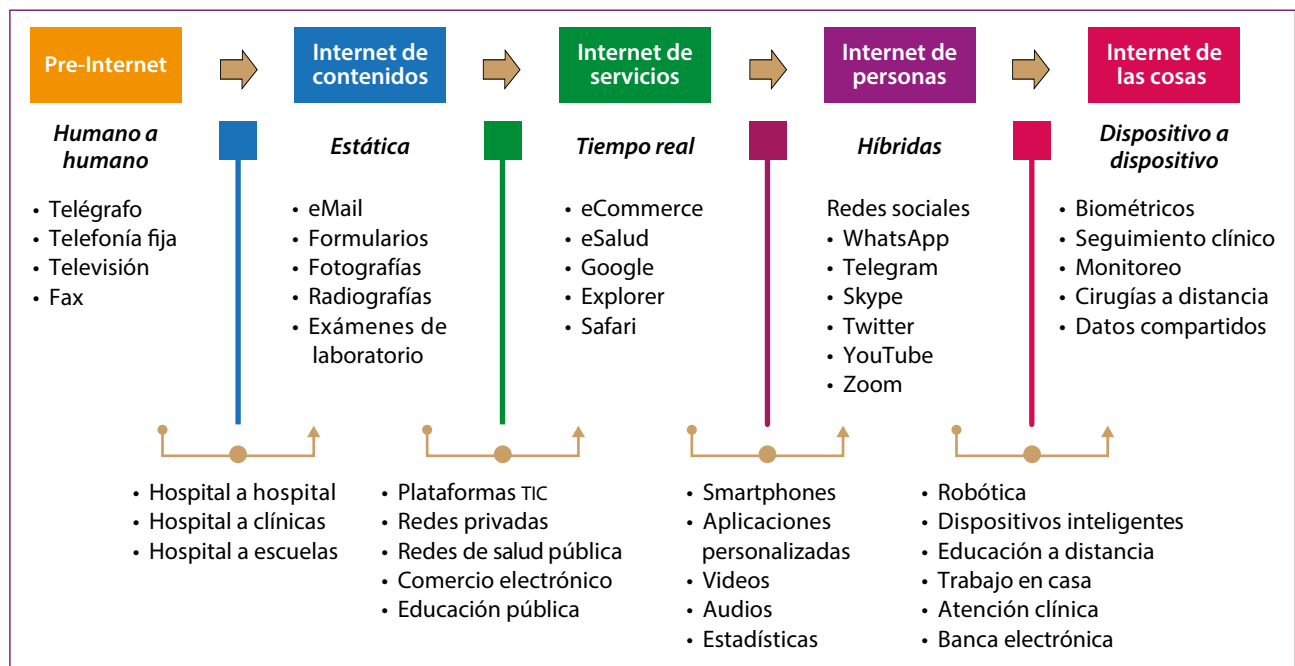 Pre-Internet
Internet de
contenidos
Internet de
servicios
Internet de
personas
Internet de
las cosas
Humano a
humano
Estática
Tiempo real
Híbridas
Dispositivo a
dispositivo
• Telégrafo
• Telefonía fija
• Televisión
• Fax
• eMail
• Formularios
• Fotografías
• Radiografías
• Exámenes de
laboratorio
• eCommerce
• eSalud
• Google
• Explorer
• Safari
Redes sociales
• WhatsApp
• Telegram
• Skype
• Twitter
• YouTube
• Zoom
• Biométricos
• Seguimiento clínico
• Monitoreo
• Cirugías a distancia
• Datos compartidos
• Hospital a hospital
• Hospital a clínicas
• Hospital a escuelas
• Plataformas TIC
• Redes privadas
• Redes de salud pública
• Comercio electrónico
• Educación pública
• Smartphones
• Aplicaciones
personalizadas
• Videos
• Audios
• Estadísticas
• Robótica
• Dispositivos inteligentes
• Educación a distancia
• Trabajo en casa
• Atención clínica
• Banca electrónica